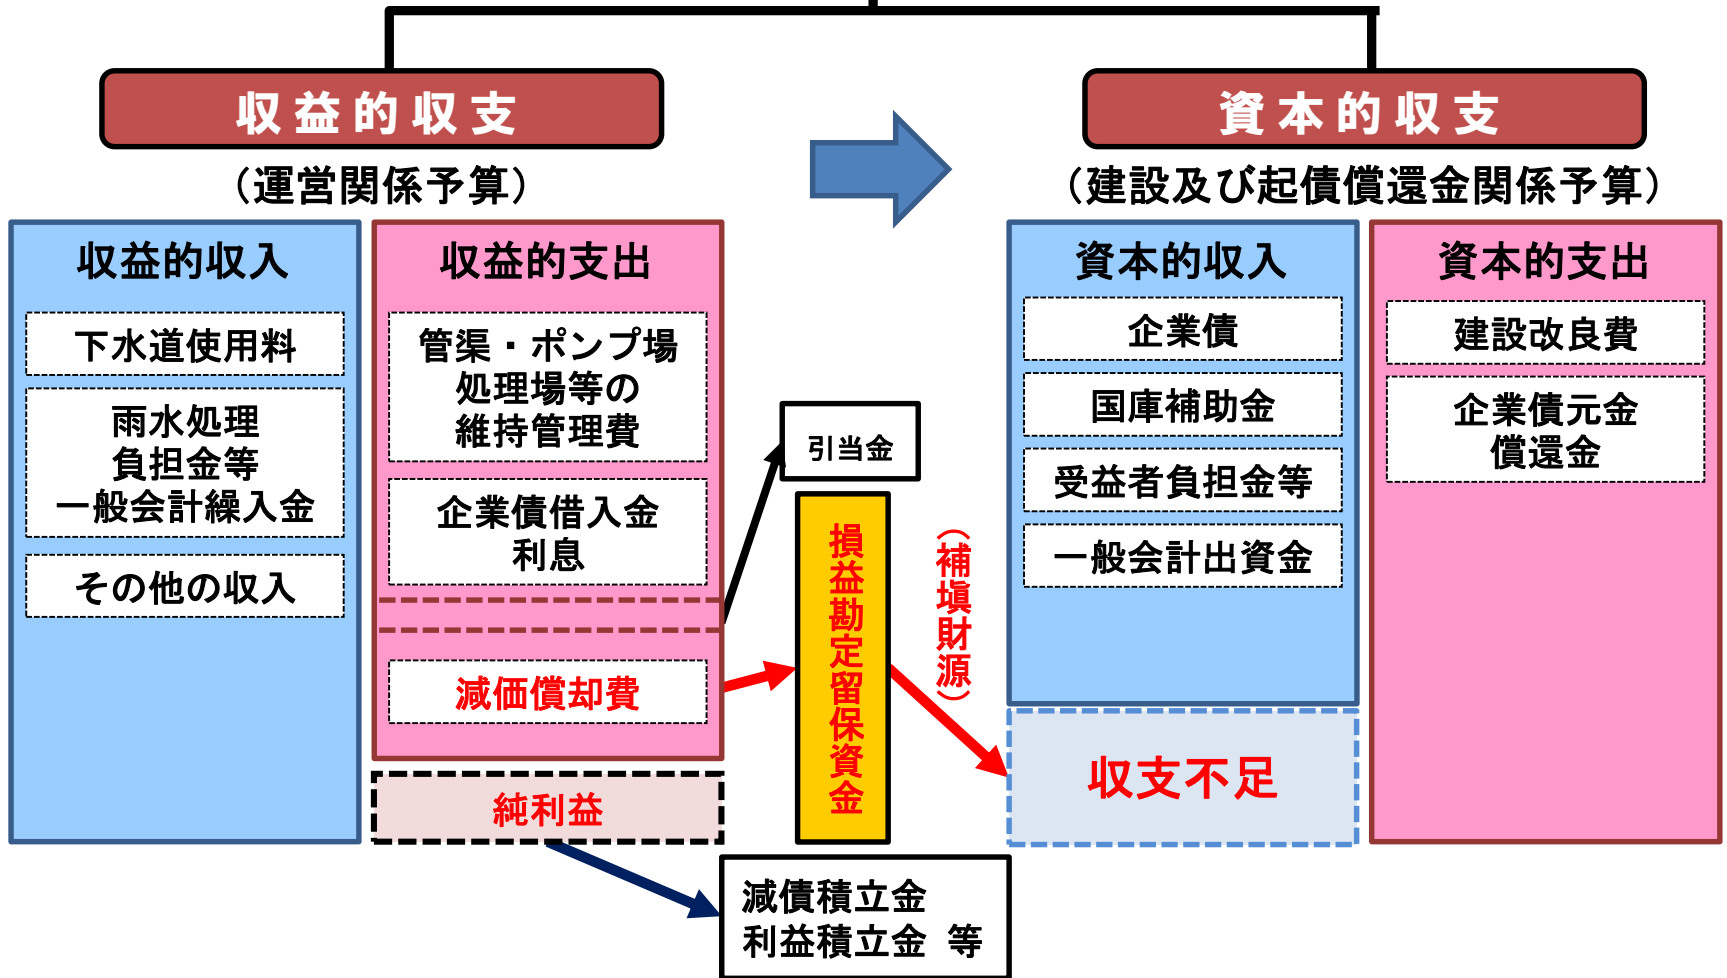 収益的収支
（運営関係予算）
収益的収入
下水道使用料
雨水処理
負担金等
一般会計繰入金
その他の収入
収益的支出
管渠・ポンプ場
処理場等の
維持管理費
企業債借入金
利息
減価償却費
純利益
引当金
損益勘定留保資金
（補塡財源）
減債積立金
利益積立金 等
資本的収支
（建設及び起債償還金関係予算）
資本的収入
企業債
国庫補助金
受益者負担金等
一般会計出資金
収支不足
資本的支出
建設改良費
企業債元金
償還金